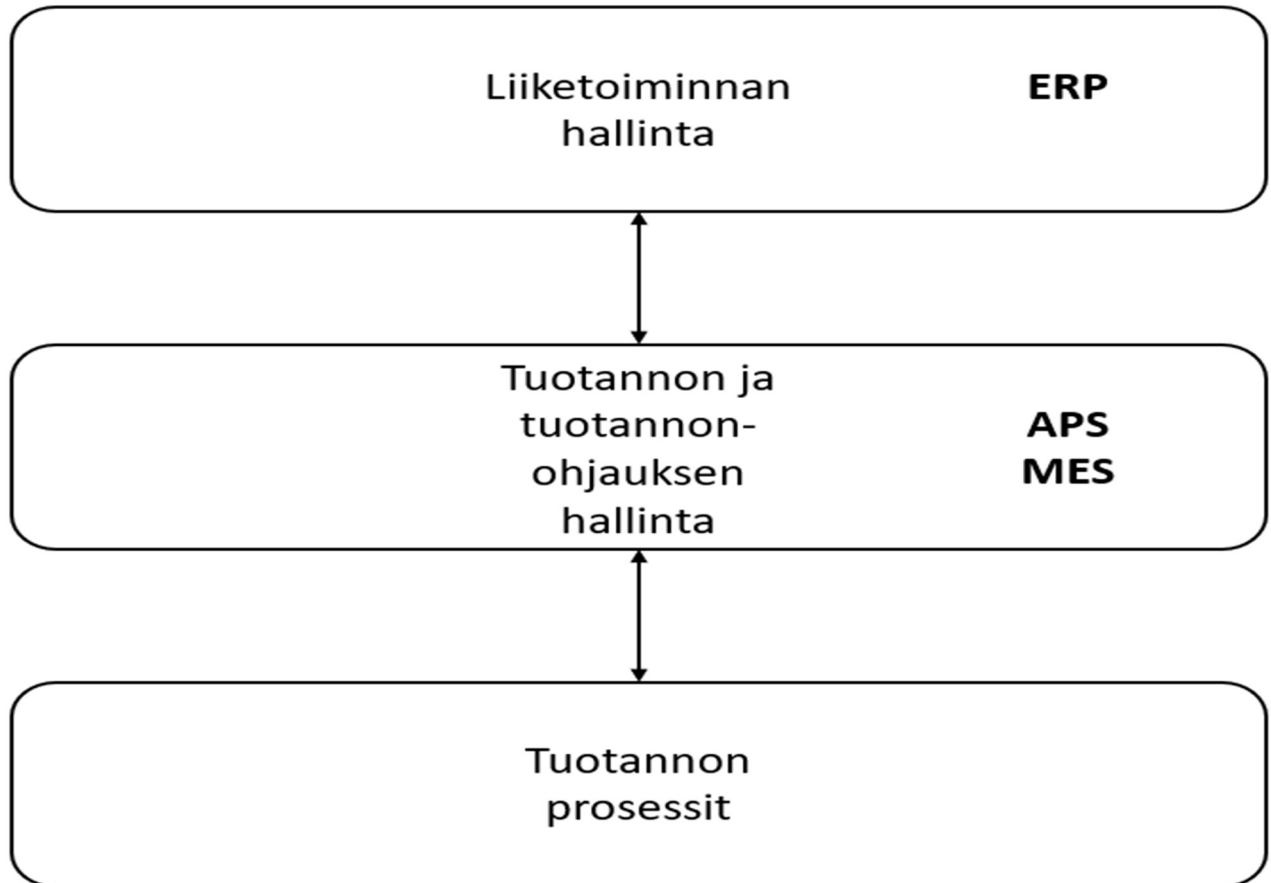 Liiketoiminnan
hallinta
ERP
Tuotannon ja
tuotannon-
ohjauksen
hallinta
APS
MES
Tuotannon
prosessit